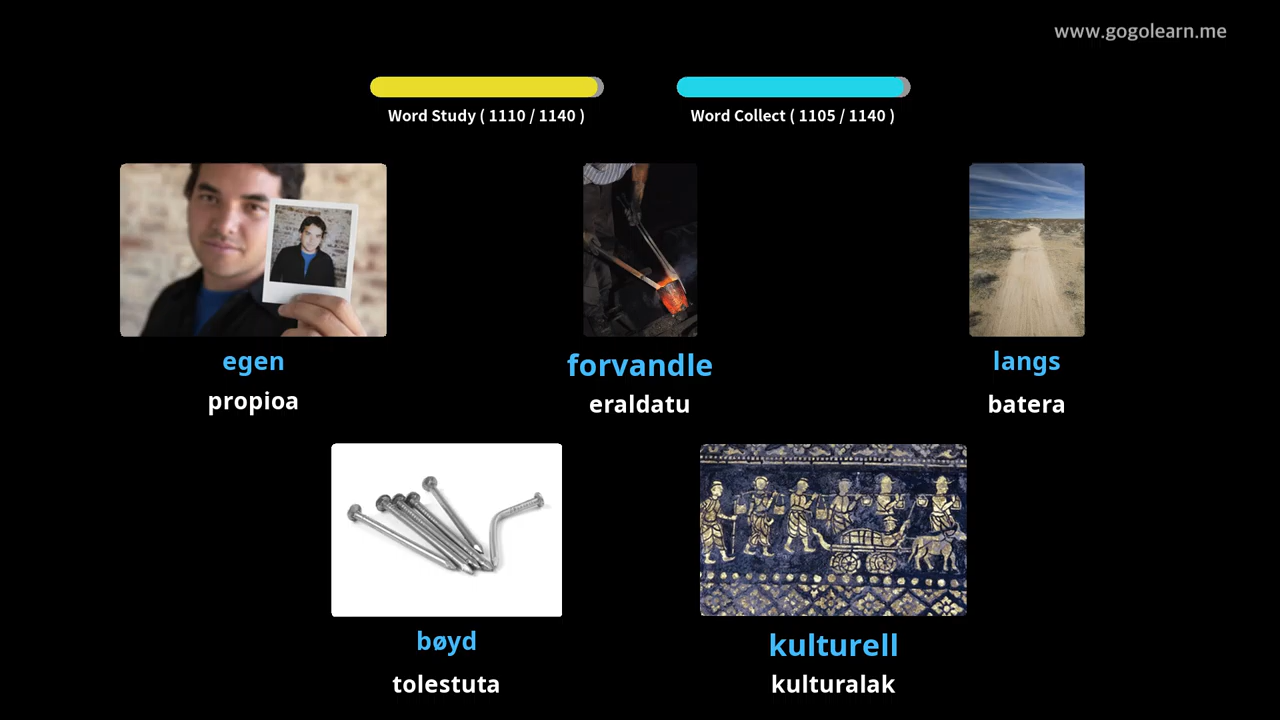 www.gogolearn.me
Word Study ( 1110 / 1140 )
Word Collect ( 1105 / 1140 )
egen
forvandle
langs
propioa
eraldatu
batera
bøyd
kulturell
tolestuta
kulturalak